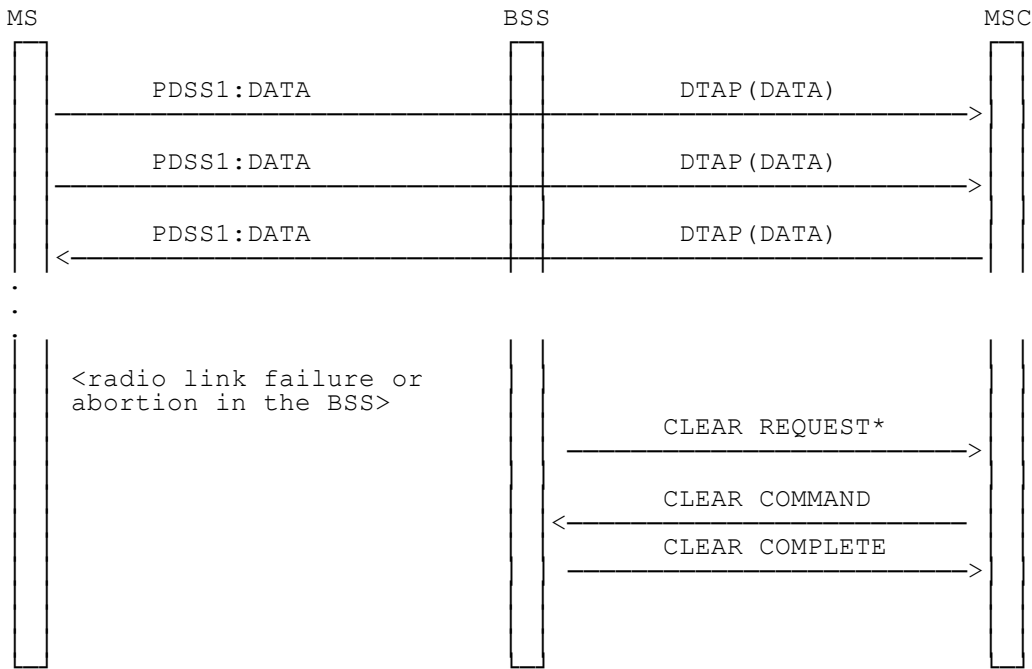 MS BSS MSC
PDSS1:DATA DTAP(DATA)
PDSS1:DATA DTAP(DATA)
PDSS1:DATA DTAP(DATA)
.
.
.
<radio link failure or
abortion in the BSS>
CLEAR REQUEST*
CLEAR COMMAND
CLEAR COMPLETE